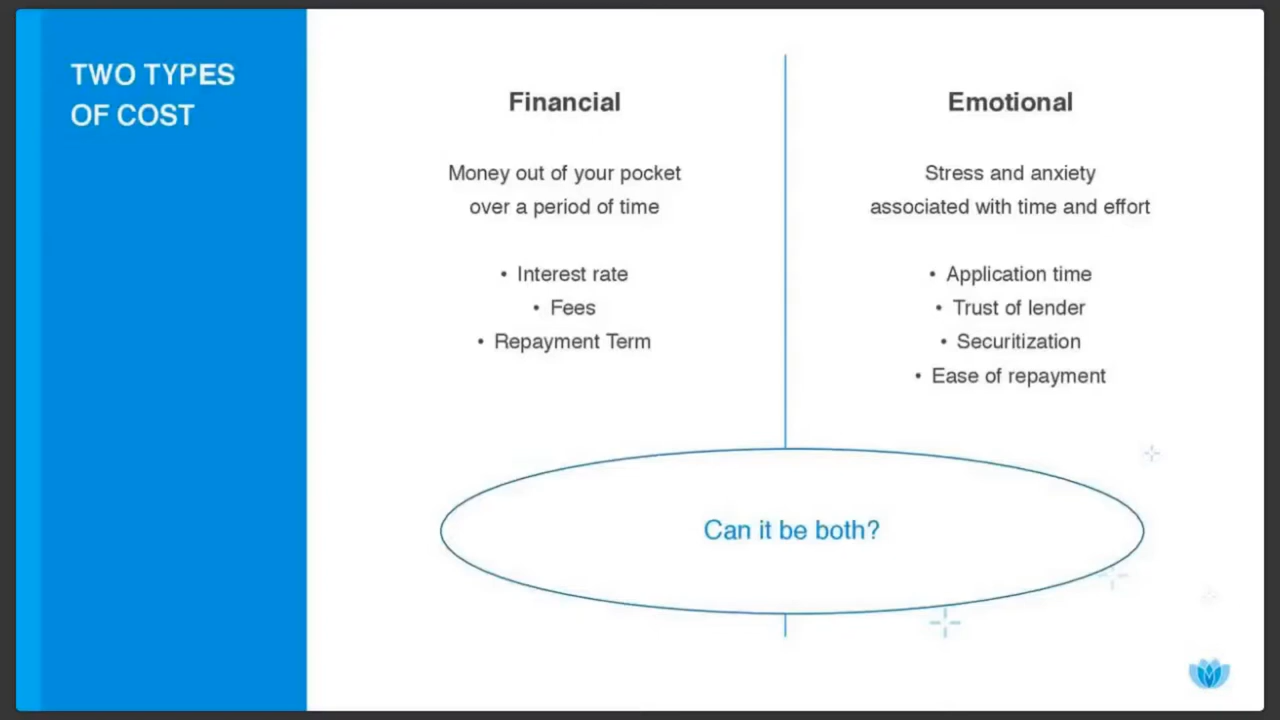 TWO TYPES
OF COST
Financial
Money out of your pocket
over a period of time
• Interest rate
• Fees
• Repayment Term
Emotional
Stress and anxiety
associated with time and effort
• Application time
• Trust of lender
• Securitization
• Ease of repayment
Can it be both?